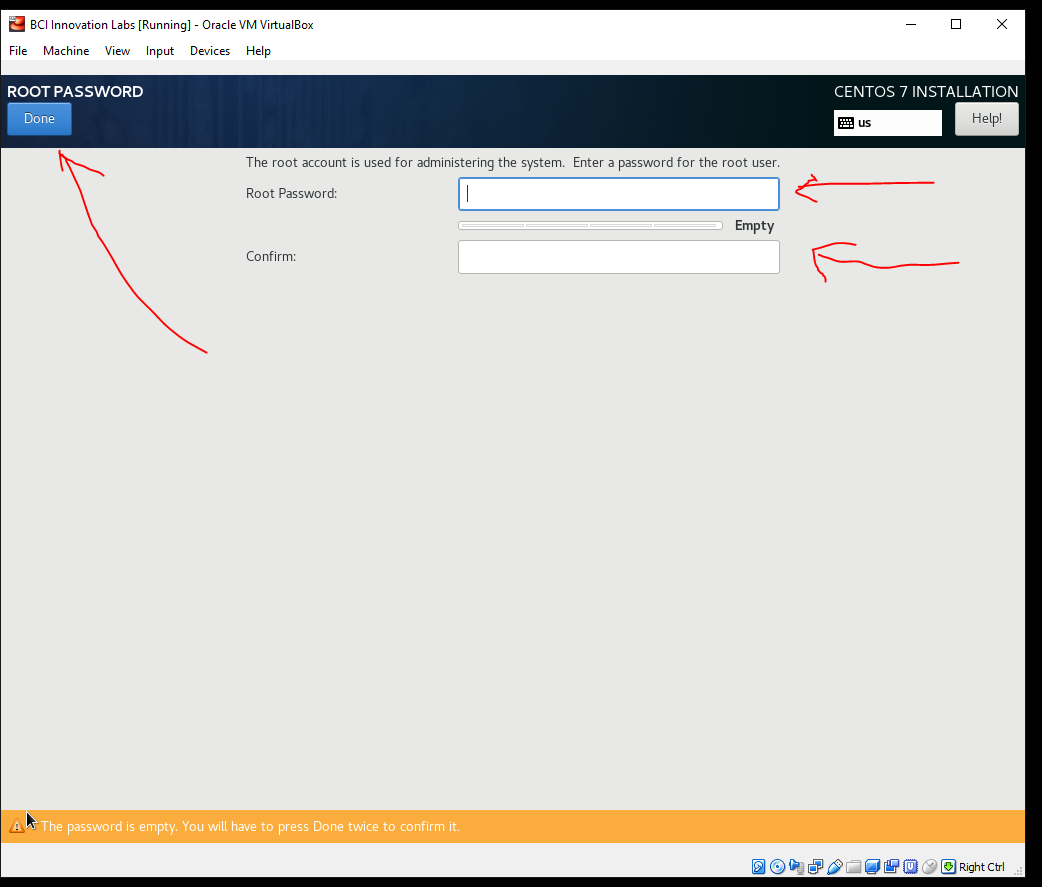 BCI Innovation Labs [Running] - Oracle VM VirtualBox
File Machine View Input Devices Help
ROOT PASSWORD
CENTOS 7 INSTALLATION
Done
us
Help!
The root account is used for administering the system. Enter a password for the root user.
Root Password:
Empty
Confirm:
The password is empty. You will have to press Done twice to confirm it.
Right Ctrl